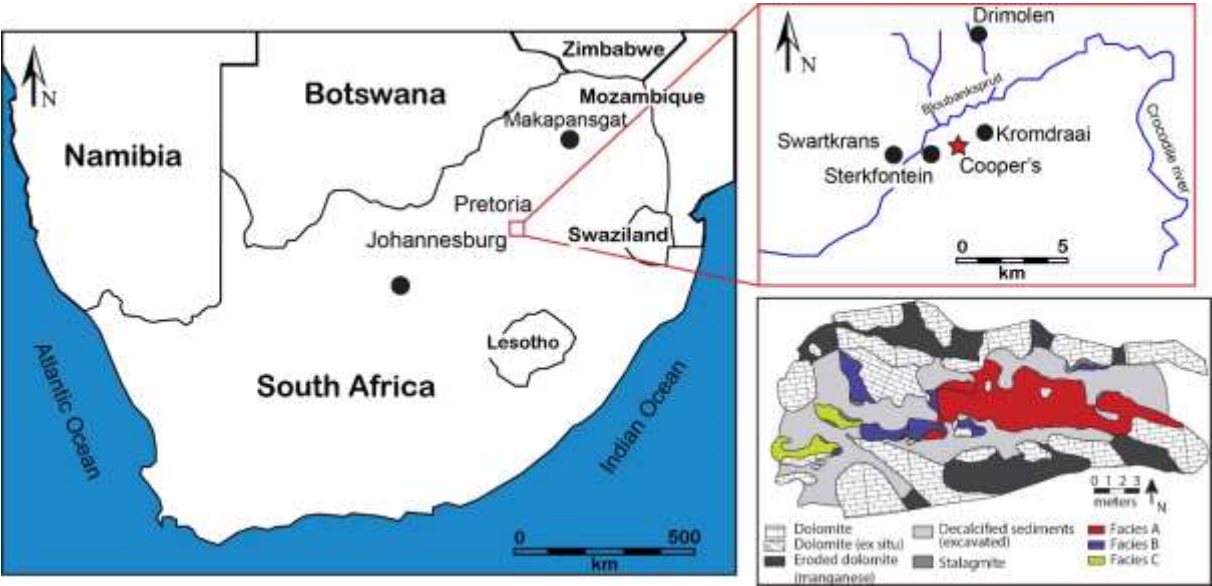 N
Zimbabwe
Botswana
Mozambique
Makapansgat
Namibia
Pretoria
Johannesburg
Swaziland
Lesotho
South Africa
Atlantic Ocean
Indian Ocean
0 500
km
N
Drimolen
Bloubankspruit
Crocodile river
Swartkrans
Kromdraai
Sterkfontein
Cooper's
0 5
km
0 1 2 3
meters
N
Dolomite
Dolomite (ex situ)
Eroded dolomite
(manganese)
Decalcified sediments
(excavated)
Stalagmite
Facies A
Facies B
Facies C